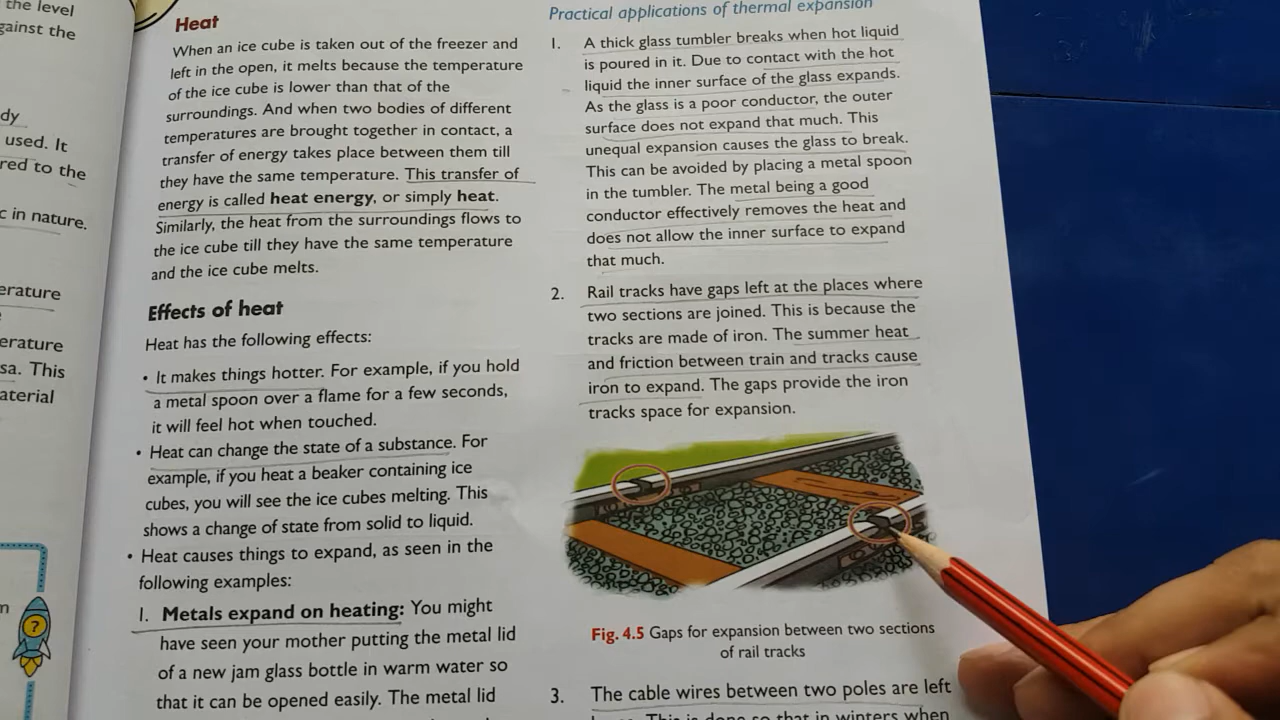 the level
gainst the
dy
used. It
red to the
c in nature.
erature
erature
sa. This
aterial
Heat
When an ice cube is taken out of the freezer and
left in the open, it melts because the temperature
of the ice cube is lower than that of the
surroundings. And when two bodies of different
temperatures are brought together in contact, a
transfer of energy takes place between them till
they have the same temperature. This transfer of
energy is called heat energy, or simply heat.
Similarly, the heat from the surroundings flows to
the ice cube till they have the same temperature
and the ice cube melts.
Effects of heat
Heat has the following effects:
• It makes things hotter. For example, if you hold
a metal spoon over a flame for a few seconds,
it will feel hot when touched.
• Heat can change the state of a substance. For
example, if you heat a beaker containing ice
cubes, you will see the ice cubes melting. This
shows a change of state from solid to liquid.
• Heat causes things to expand, as seen in the
following examples:
1. Metals expand on heating: You might
have seen your mother putting the metal lid
of a new jam glass bottle in warm water so
that it can be opened easily. The metal lid
Practical applications of thermal expansion
1. A thick glass tumbler breaks when hot liquid
is poured in it. Due to contact with the hot
liquid the inner surface of the glass expands.
As the glass is a poor conductor, the outer
surface does not expand that much. This
unequal expansion causes the glass to break.
This can be avoided by placing a metal spoon
in the tumbler. The metal being a good
conductor effectively removes the heat and
does not allow the inner surface to expand
that much.
2. Rail tracks have gaps left at the places where
two sections are joined. This is because the
tracks are made of iron. The summer heat
and friction between train and tracks cause
iron to expand. The gaps provide the iron
tracks space for expansion.
Fig. 4.5 Gaps for expansion between two sections
of rail tracks
3. The cable wires between two poles are left
This is done so that in winters when